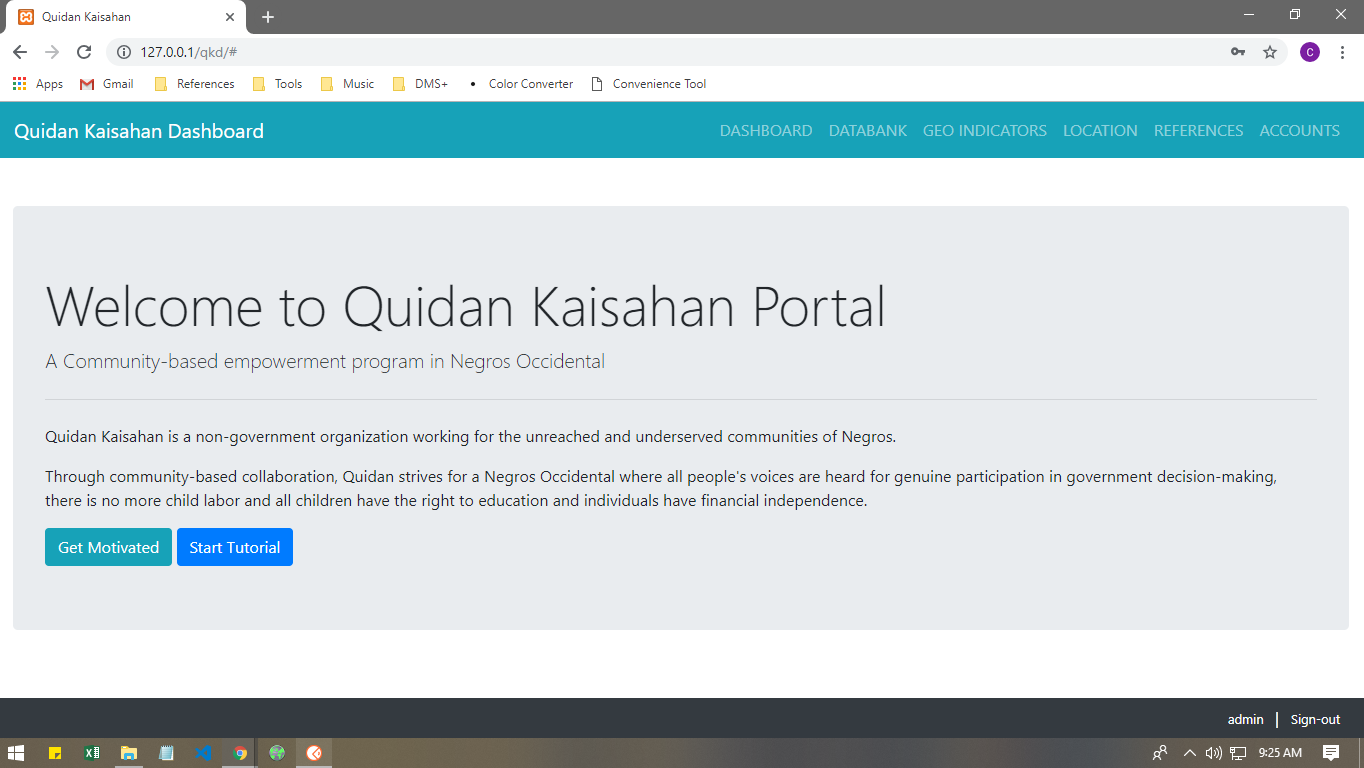 Quidan Kaisahan
127.0.0.1/qkd/#
C
Apps Gmail References Tools Music DMS+ Color Converter Convenience Tool
Quidan Kaisahan Dashboard DASHBOARD DATABANK GEO INDICATORS LOCATION REFERENCES ACCOUNTS
Welcome to Quidan Kaisahan Portal
A Community-based empowerment program in Negros Occidental
Quidan Kaisahan is a non-government organization working for the unreached and underserved communities of Negros.
Through community-based collaboration, Quidan strives for a Negros Occidental where all people's voices are heard for genuine participation in government decision-making,
there is no more child labor and all children have the right to education and individuals have financial independence.
Get Motivated Start Tutorial
admin | Sign-out
9:25 AM